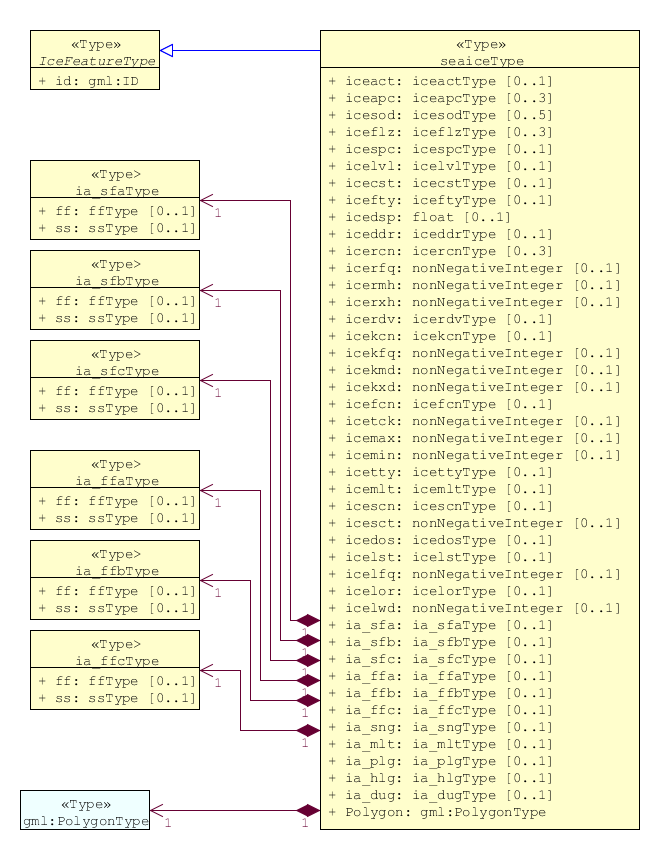 «Type»
IceFeatureType
+ id: gml:ID
«Type»
seaiceType
+ iceact: iceactType [0..1]
+ iceapc: iceapcType [0..3]
+ icesod: icesodType [0..5]
+ iceflz: iceflzType [0..3]
+ icespc: icespcType [0..1]
+ icelvl: icelvlType [0..1]
+ icecst: icecstType [0..1]
+ icefty: iceftyType [0..1]
+ icedsp: float [0..1]
+ iceddr: iceddrType [0..1]
+ icercn: icercnType [0..3]
+ icerfq: nonNegativeInteger [0..1]
+ icermh: nonNegativeInteger [0..1]
+ icerxh: nonNegativeInteger [0..1]
+ icerdv: icerdvType [0..1]
+ icekcn: icekcnType [0..1]
+ icekfq: nonNegativeInteger [0..1]
+ icekmd: nonNegativeInteger [0..1]
+ icekxd: nonNegativeInteger [0..1]
+ icefcn: icefcnType [0..1]
+ icetck: nonNegativeInteger [0..1]
+ icemax: nonNegativeInteger [0..1]
+ icemin: nonNegativeInteger [0..1]
+ icetty: icettyType [0..1]
+ icemlt: icemltType [0..1]
+ icescn: icescnType [0..1]
+ icesct: nonNegativeInteger [0..1]
+ icedos: icedosType [0..1]
+ icelst: icelstType [0..1]
+ icelfq: nonNegativeInteger [0..1]
+ icelor: icelorType [0..1]
+ icelwd: nonNegativeInteger [0..1]
+ ia_sfa: ia_sfaType [0..1]
+ ia_sfb: ia_sfbType [0..1]
+ ia_sfc: ia_sfcType [0..1]
+ ia_ffa: ia_ffaType [0..1]
+ ia_ffb: ia_ffbType [0..1]
+ ia_ffc: ia_ffcType [0..1]
+ ia_sng: ia_sngType [0..1]
+ ia_mlt: ia_mltType [0..1]
+ ia_plg: ia_plgType [0..1]
+ ia_hlg: ia_hlgType [0..1]
+ ia_dug: ia_dugType [0..1]
+ Polygon: gml:PolygonType
«Type>
ia_sfaType
+ ff: ffType [0..1]
+ ss: ssType [0..1]
1
«Type>
ia_sfbType
+ ff: ffType [0..1]
+ ss: ssType [0..1]
1
«Type>
ia_sfcType
+ ff: ffType [0..1]
+ ss: ssType [0..1]
1
«Type>
ia_ffaType
+ ff: ffType [0..1]
+ ss: ssType [0..1]
1
«Type>
ia_ffbType
+ ff: ffType [0..1]
+ ss: ssType [0..1]
1
«Type>
ia_ffcType
+ ff: ffType [0..1]
+ ss: ssType [0..1]
1
1
1
1
1
1
1
«Type»
gml:PolygonType
1
1